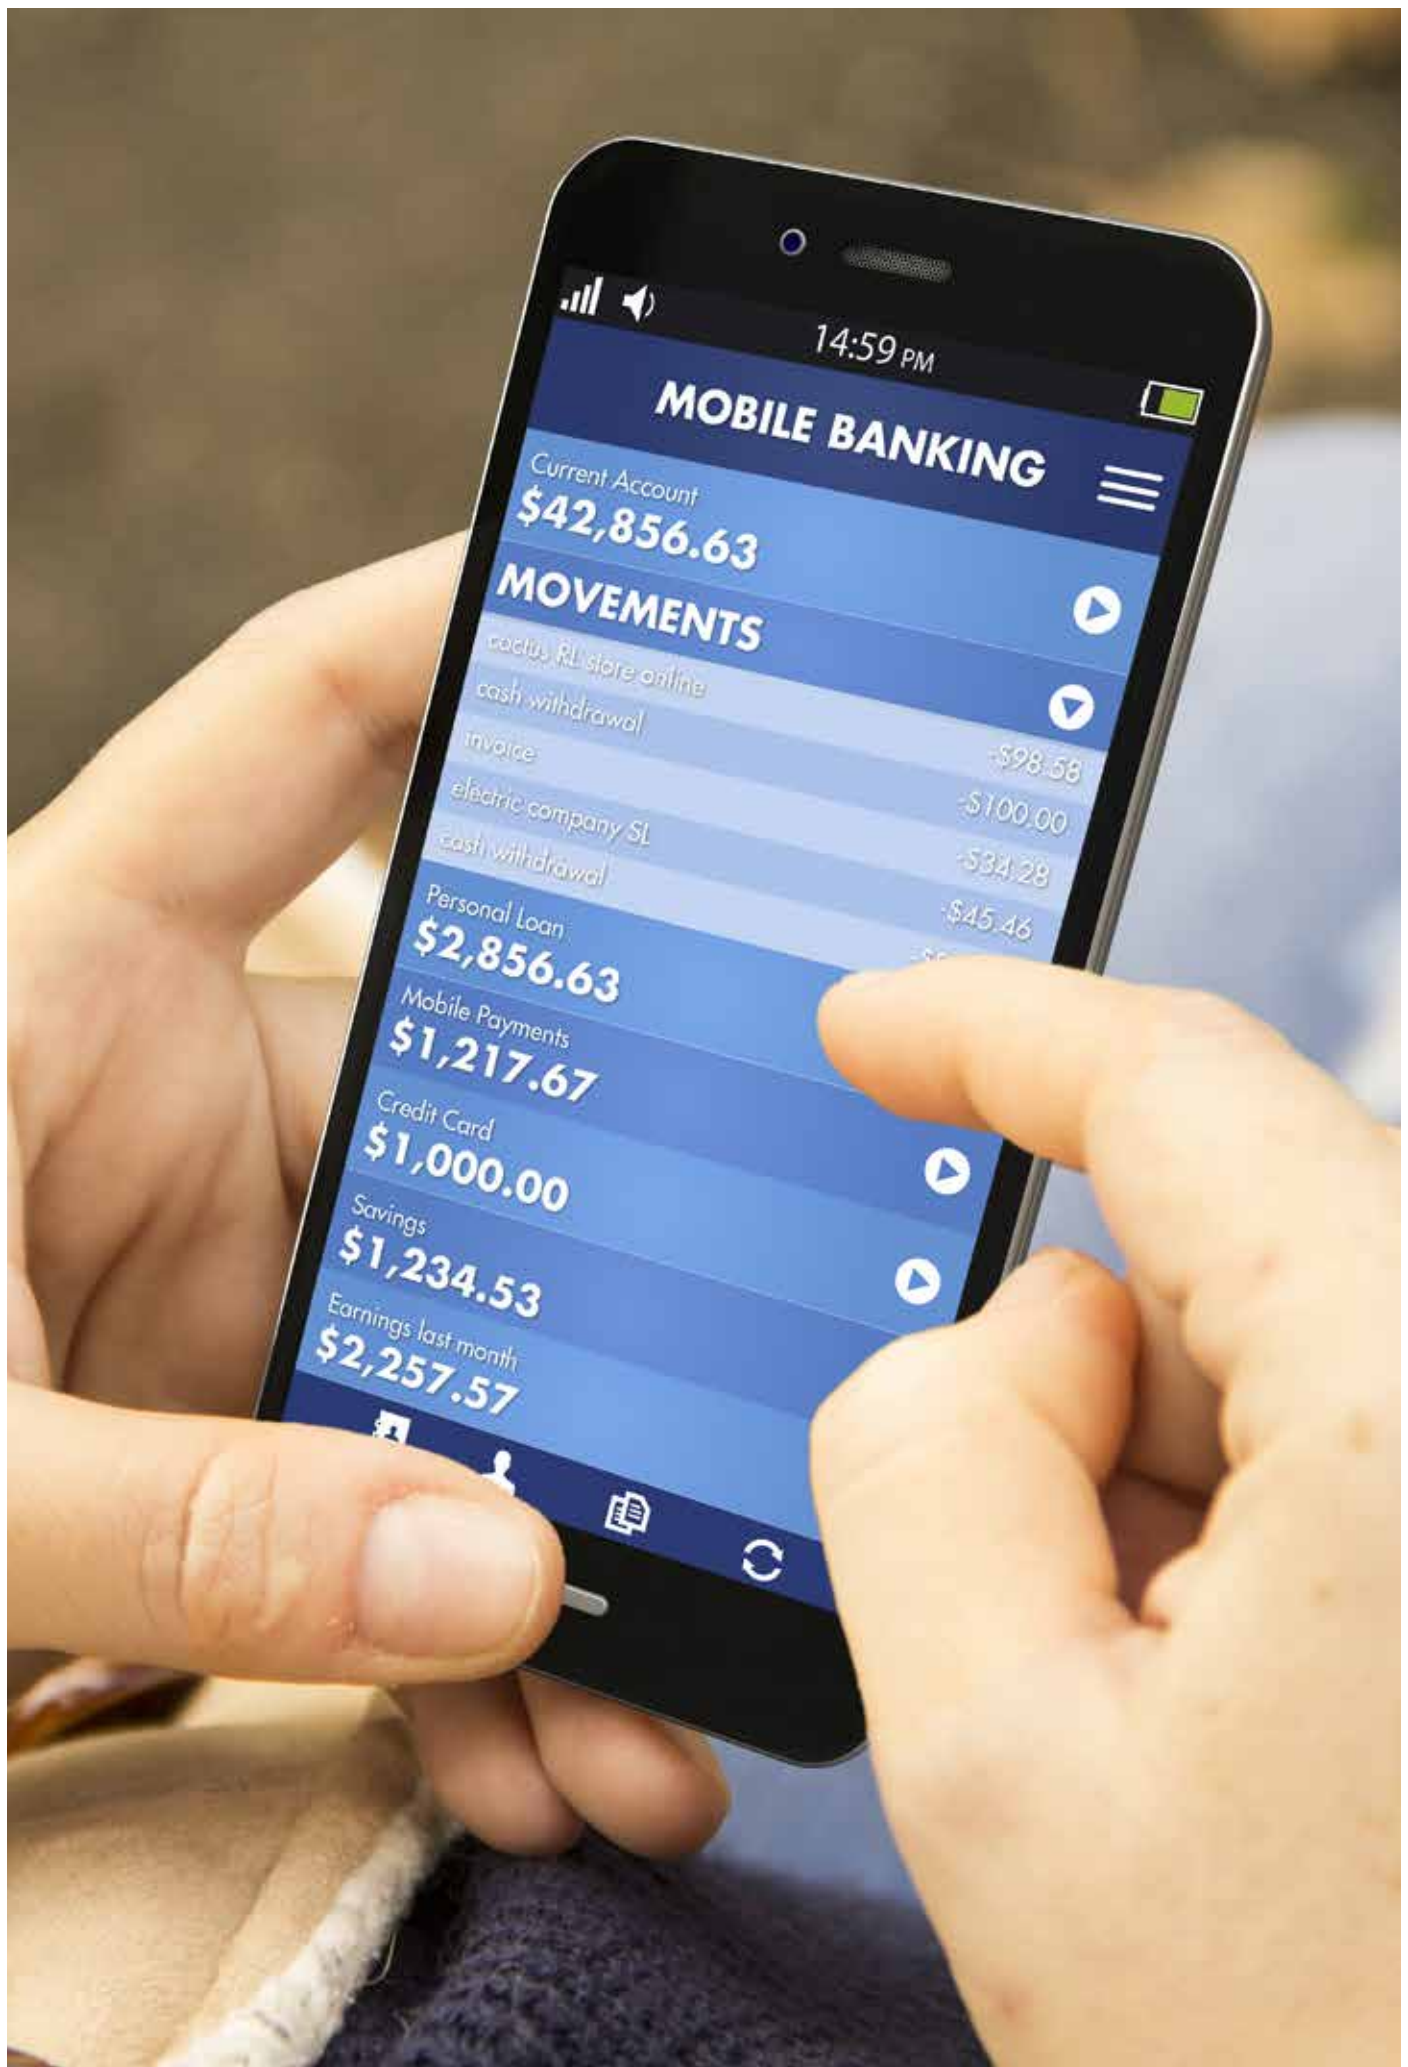 14:59 PM
MOBILE BANKING
Current Account
$42,856.63
MOVEMENTS
cactus RL store online -$98.58
cash withdrawal -$100.00
invoice -$34.28
electric company SL -$45.46
cash withdrawal
Personal Loan
$2,856.63
Mobile Payments
$1,217.67
Credit Card
$1,000.00
Savings
$1,234.53
Earnings last month
$2,257.57